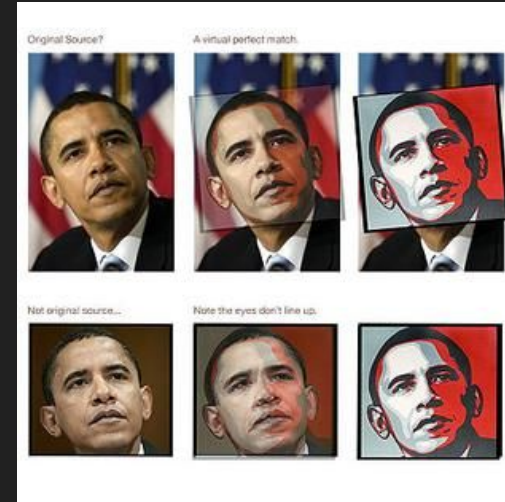 Original Source?
A virtual perfect match.
Not original source...
Note the eyes don't line up.